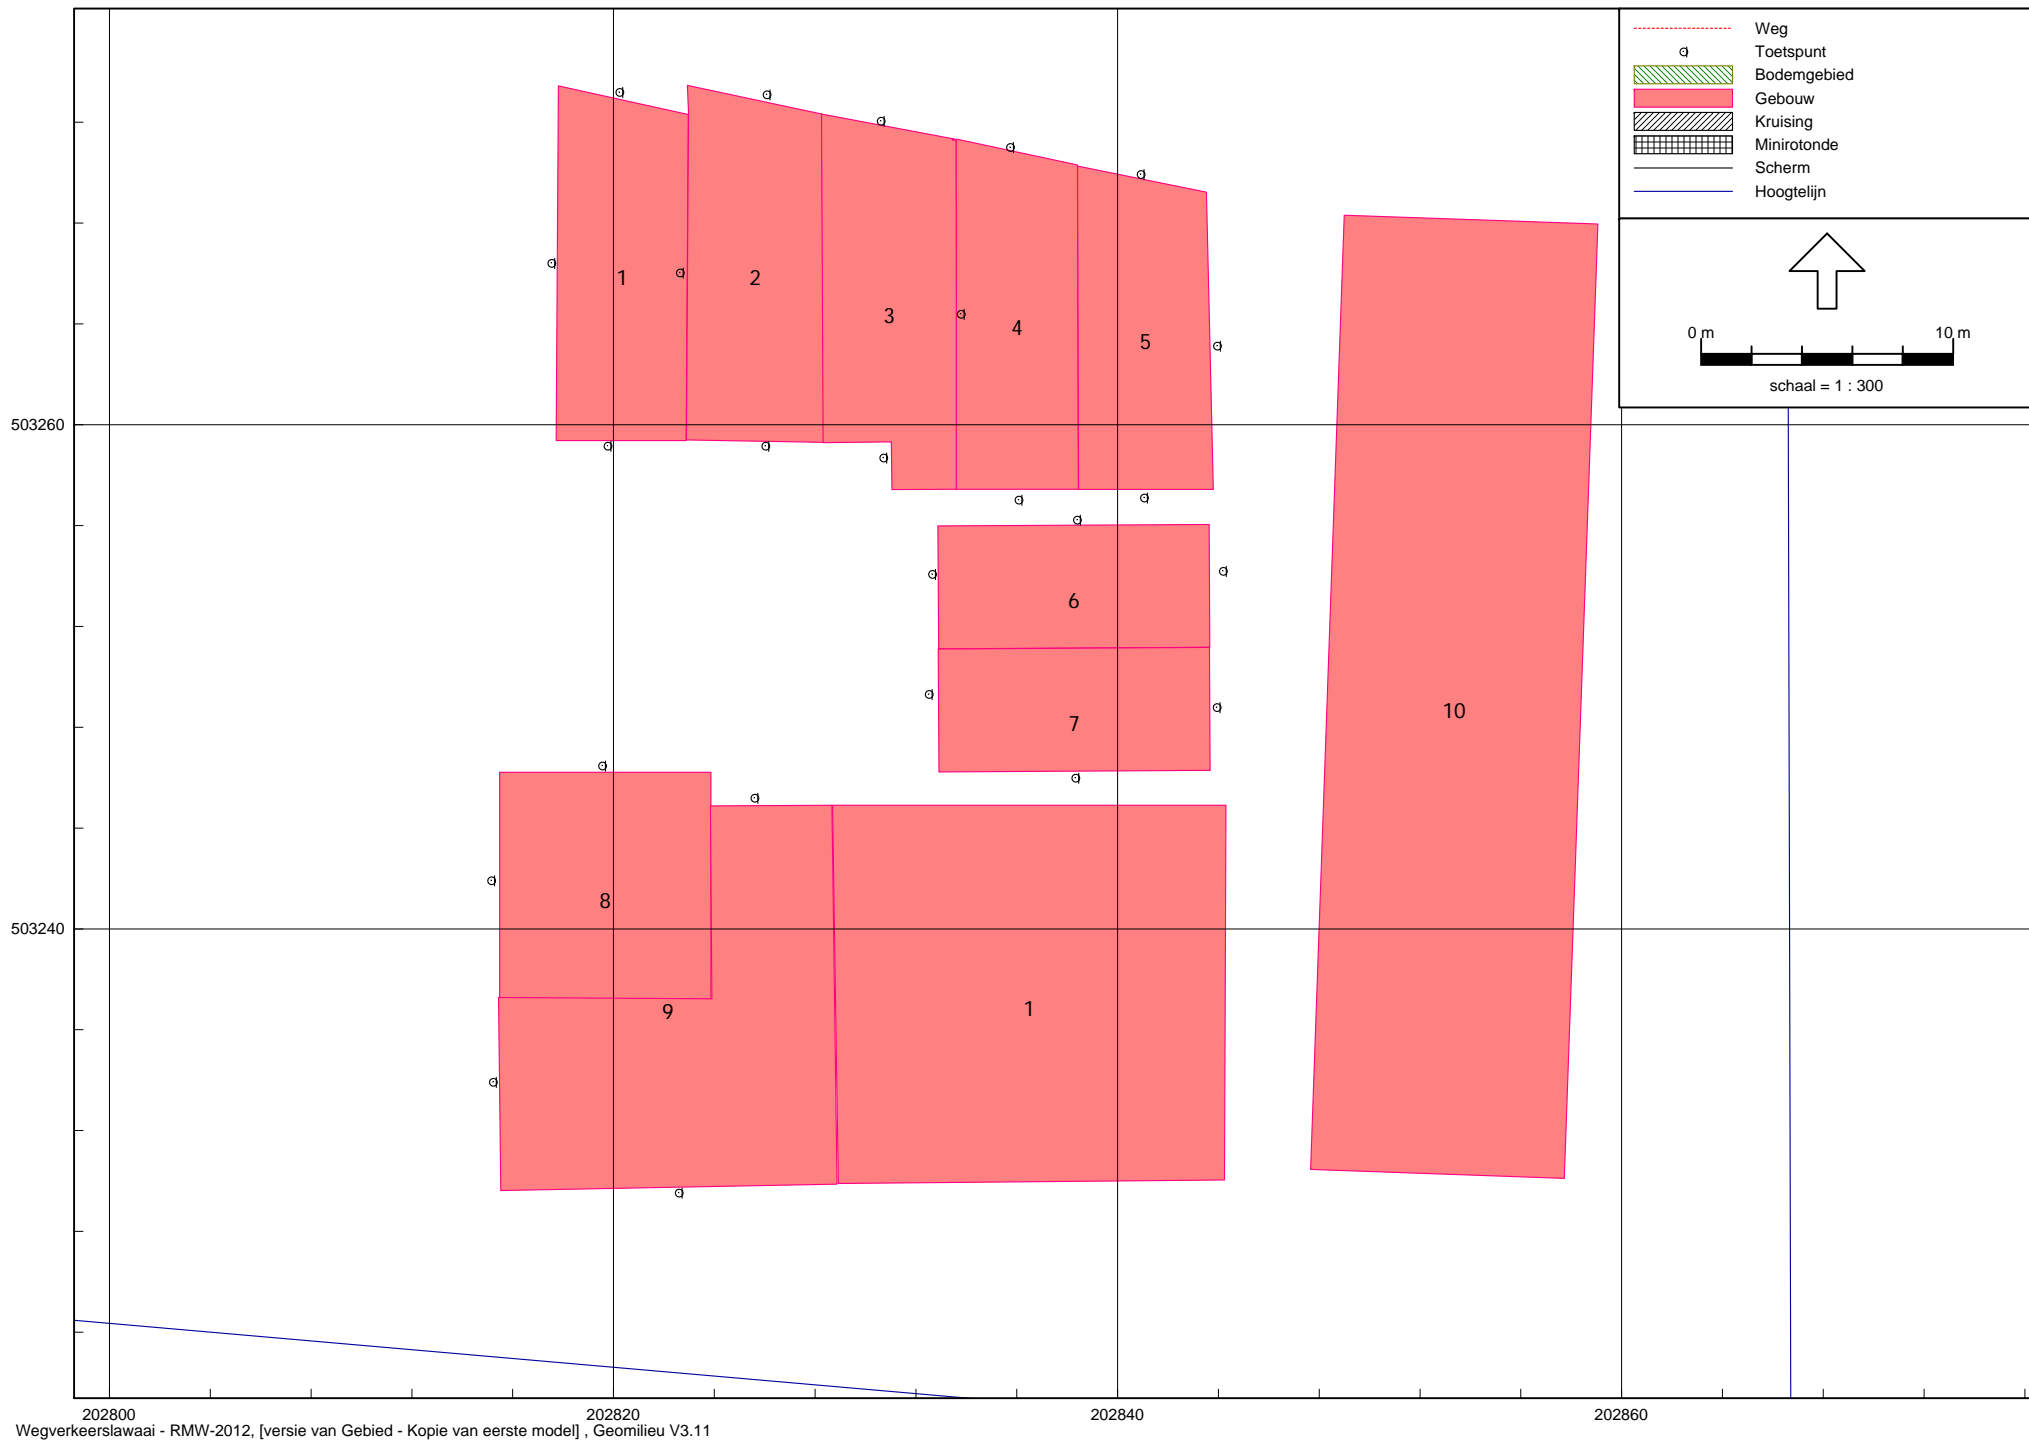 Weg
Toetspunt
Bodemgebied
Gebouw
Kruising
Minirotonde
Scherm
Hoogtelijn
0 m 10 m
schaal = 1 : 300
1
2
3
4
5
503260
6
7
10
8
503240
9
1
202800 202820 202840 202860
Wegverkeerslawaai - RMW-2012, [versie van Gebied - Kopie van eerste model] , Geomilieu V3.11